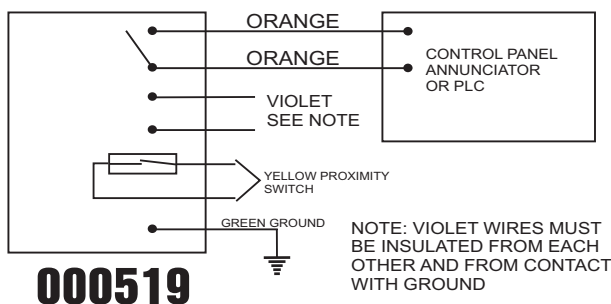 ORANGE
ORANGE
CONTROL PANEL
ANNUNCIATOR
OR PLC
VIOLET
SEE NOTE
YELLOW PROXIMITY
SWITCH
GREEN GROUND
NOTE: VIOLET WIRES MUST
BE INSULATED FROM EACH
OTHER AND FROM CONTACT
WITH GROUND
000519